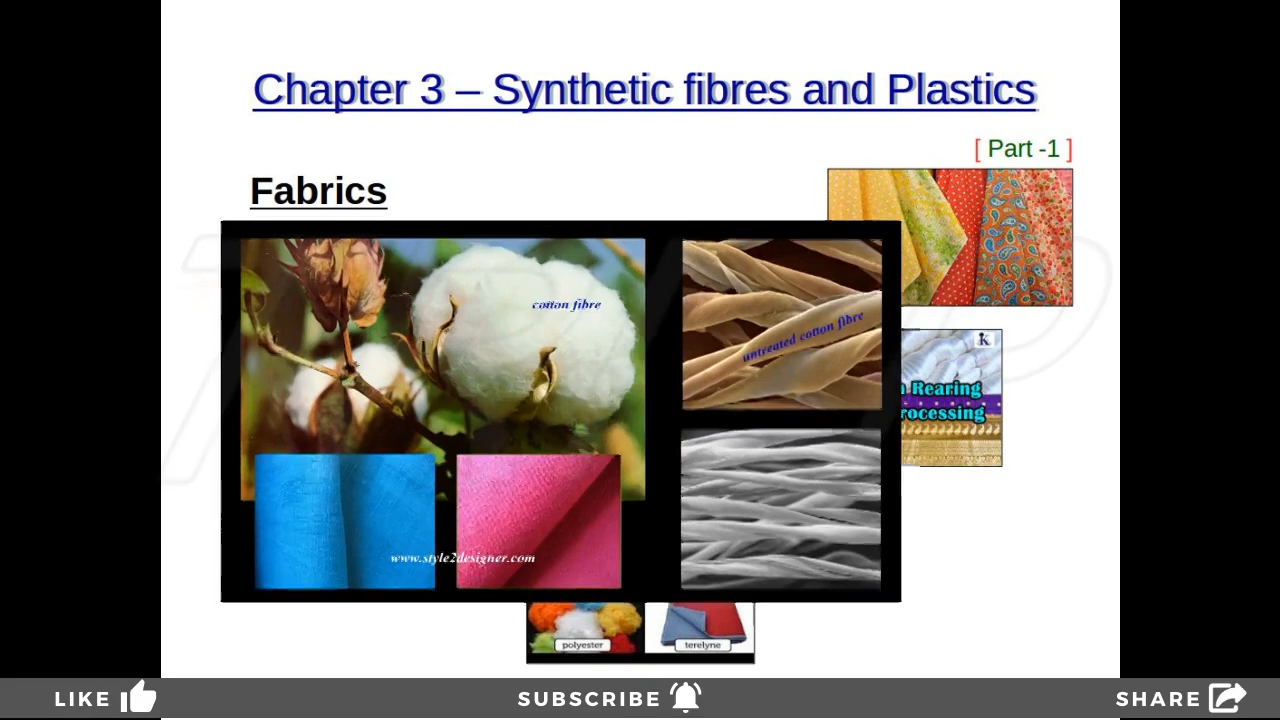 Chapter 3 – Synthetic fibres and Plastics
[ Part -1 ]
Fabrics
cotton fibre
untreated cotton fibre
k
Rearing
rocessing
www.style2designer.com
polyester
terelyne
LIKE
SUBSCRIBE
SHARE